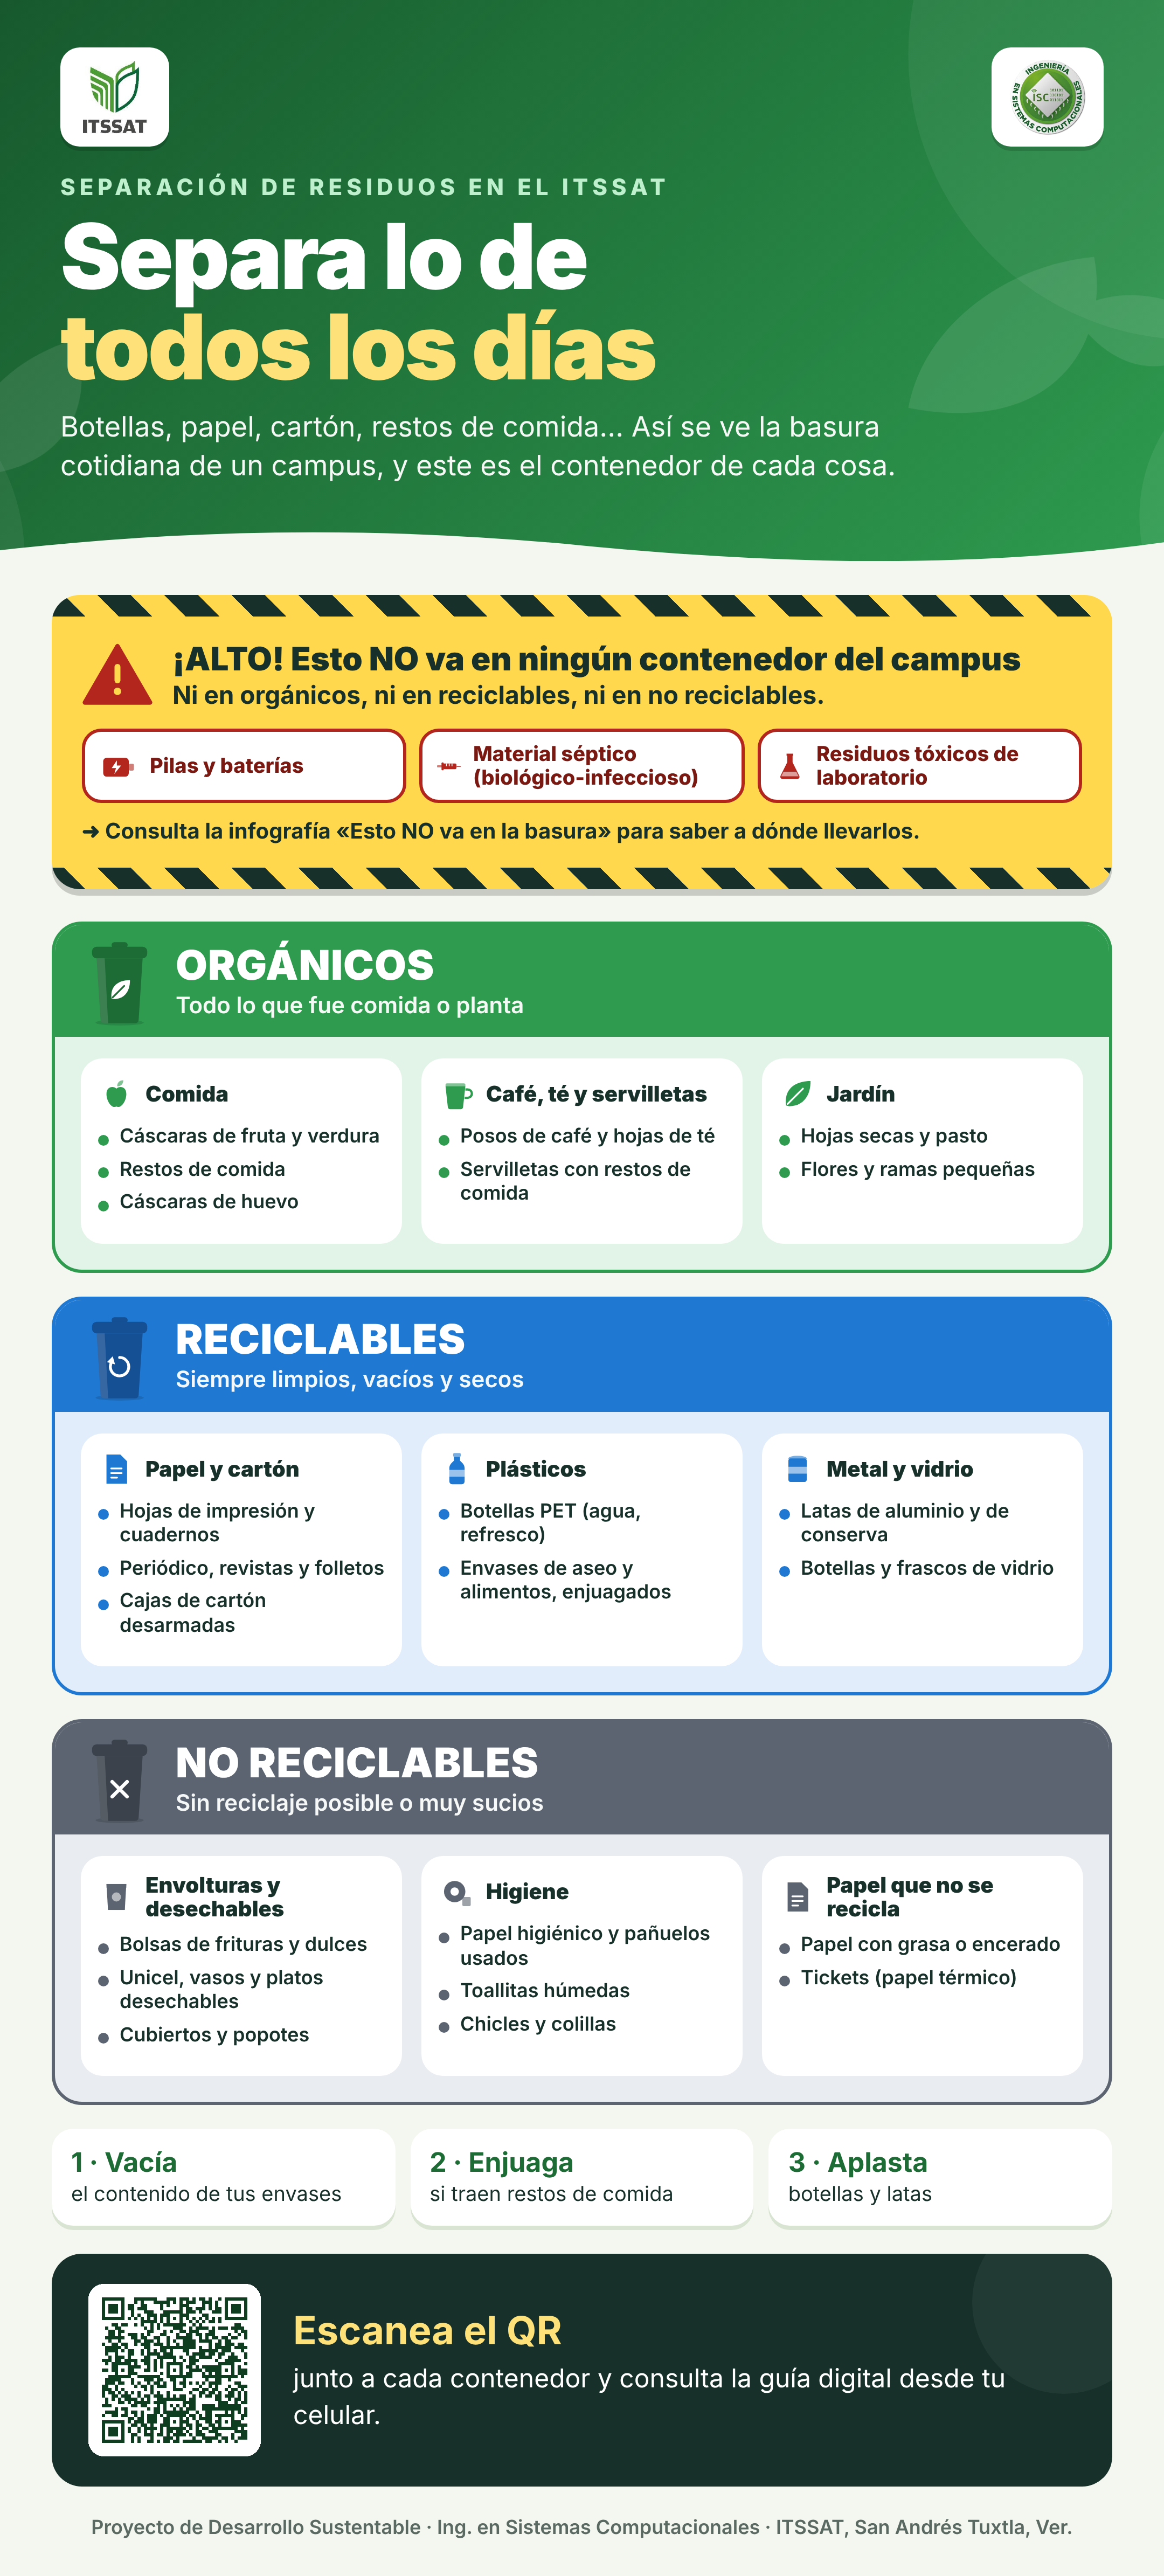 ITSSAT
INGENIERÍA
EN SISTEMAS COMPUTACIONALES
isc
SEPARACIÓN DE RESIDUOS EN EL ITSSAT
Separa lo de
todos los días
Botellas, papel, cartón, restos de comida... Así se ve la basura
cotidiana de un campus, y este es el contenedor de cada cosa.
¡ALTO! Esto NO va en ningún contenedor del campus
Ni en orgánicos, ni en reciclables, ni en no reciclables.
Pilas y baterías
Material séptico
(biológico-infeccioso)
Residuos tóxicos de
laboratorio
➜ Consulta la infografía «Esto NO va en la basura» para saber a dónde llevarlos.
ORGÁNICOS
Todo lo que fue comida o planta
Comida
Cáscaras de fruta y verdura
Restos de comida
Cáscaras de huevo
Café, té y servilletas
Posos de café y hojas de té
Servilletas con restos de
comida
Jardín
Hojas secas y pasto
Flores y ramas pequeñas
RECICLABLES
Siempre limpios, vacíos y secos
Papel y cartón
Hojas de impresión y
cuadernos
Periódico, revistas y folletos
Cajas de cartón
desarmadas
Plásticos
Botellas PET (agua,
refresco)
Envases de aseo y
alimentos, enjuagados
Metal y vidrio
Latas de aluminio y de
conserva
Botellas y frascos de vidrio
NO RECICLABLES
Sin reciclaje posible o muy sucios
Envolturas y
desechables
Bolsas de frituras y dulces
Unicel, vasos y platos
desechables
Cubiertos y popotes
Higiene
Papel higiénico y pañuelos
usados
Toallitas húmedas
Chicles y colillas
Papel que no se
recicla
Papel con grasa o encerado
Tickets (papel térmico)
1 · Vacía
el contenido de tus envases
2 · Enjuaga
si traen restos de comida
3 · Aplasta
botellas y latas
Escanea el QR
junto a cada contenedor y consulta la guía digital desde tu
celular.
Proyecto de Desarrollo Sustentable · Ing. en Sistemas Computacionales · ITSSAT, San Andrés Tuxtla, Ver.